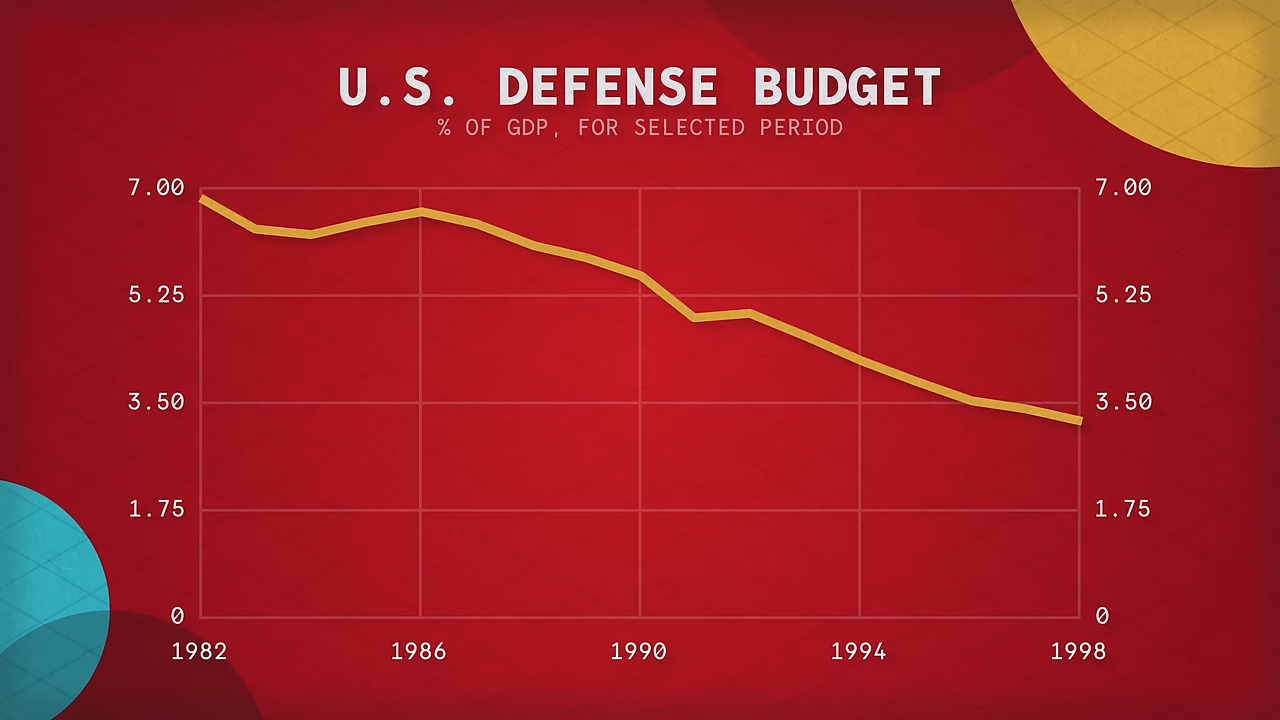 U.S. DEFENSE BUDGET
% OF GDP, FOR SELECTED PERIOD
7.00 7.00
5.25 5.25
3.50 3.50
1.75 1.75
0 0
1982 1986 1990 1994 1998